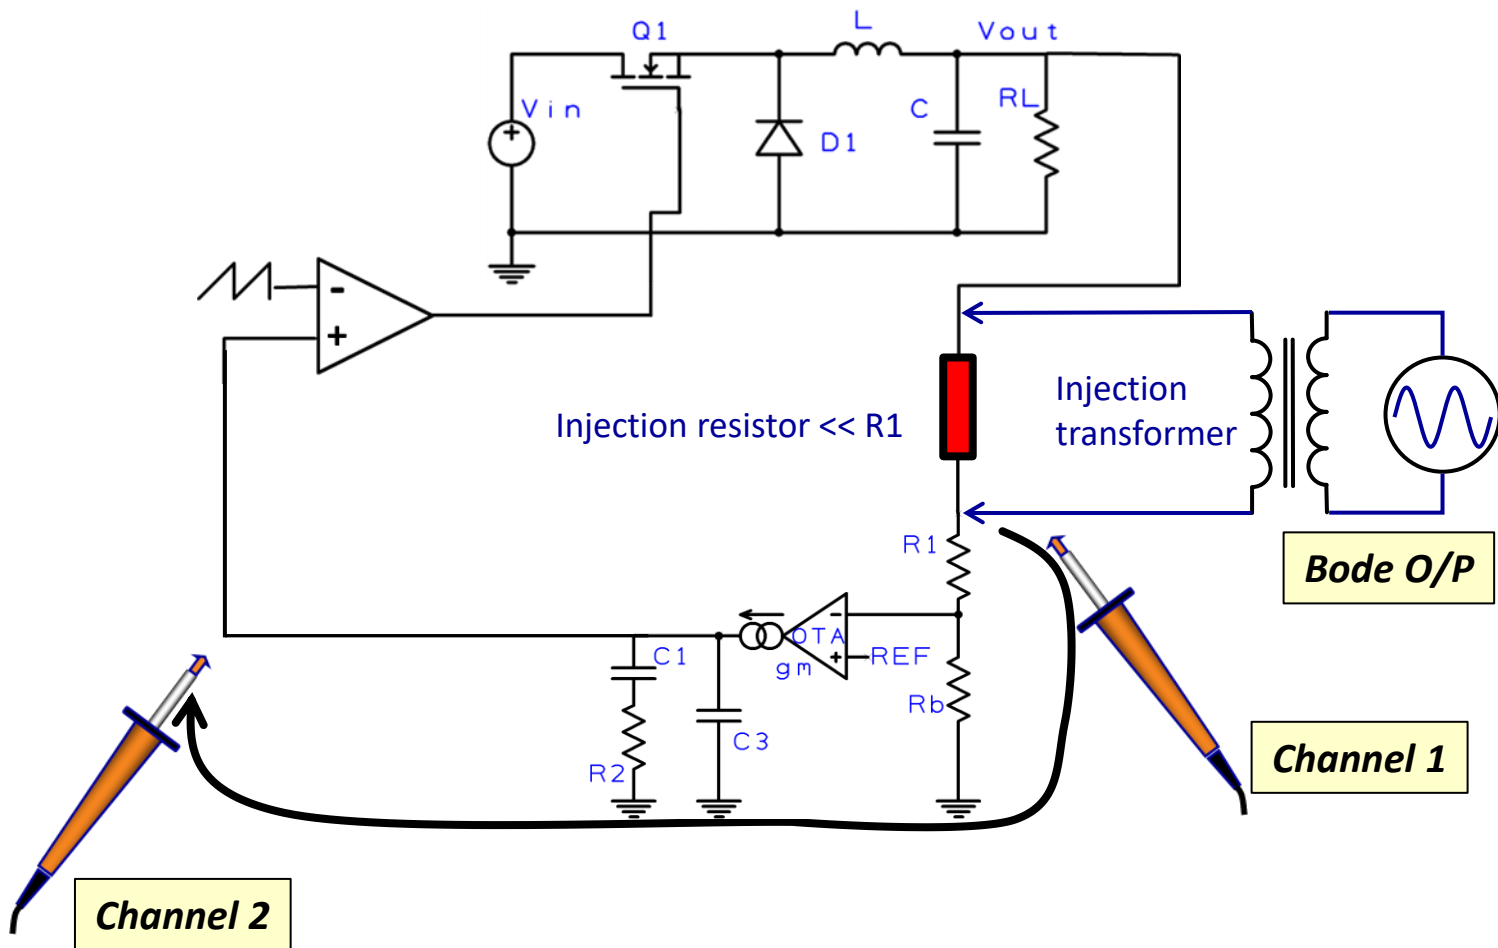 Q1
L
Vout
Vin
D1
C
RL
-
+
Injection resistor << R1
Injection
transformer
Bode O/P
R1
OTA
-
+
REF
gm
C1
Rb
R2
C3
Channel 1
Channel 2